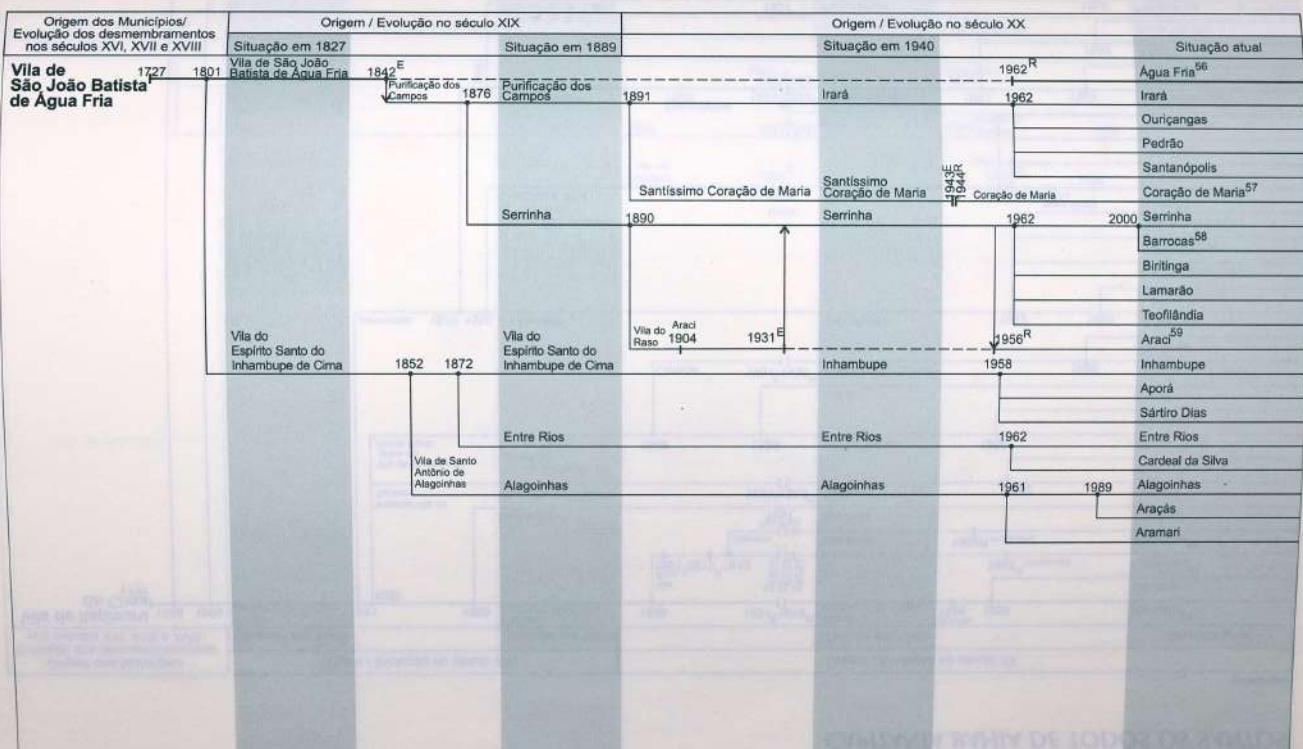 Origem dos Municípios/
Evolução dos desmembramentos
nos séculos XVI, XVII e XVIII
Origem / Evolução no século XIX
Origem / Evolução no século XX
Situação em 1827
Situação em 1889
Situação em 1940
Situação atual
Vila de
São João Batista
de Água Fria
1727
1801
Vila de São João
Batista de Água Fria
1842E
1962R
Água Fria56
Purificação dos
Campos
1876
Purificação dos
Campos
1891
Irará
1962
Irará
Ouriçangas
Pedrão
Santanópolis
Santíssimo Coração de Maria
Santíssimo
Coração de Maria
1943E
1944R
Coração de Maria
Coração de Maria57
Serrinha
1890
Serrinha
1962
2000
Serrinha
Barrocas58
Biritinga
Lamarão
Teofilândia
Vila do
Raso
Araci
1904
1931E
1956R
Araci59
Vila do
Espírito Santo do
Inhambupe de Cima
1852
1872
Vila do
Espírito Santo do
Inhambupe de Cima
Inhambupe
1958
Inhambupe
Aporá
Sártiro Dias
Entre Rios
Entre Rios
1962
Entre Rios
Cardeal da Silva
Vila de Santo
Antônio de
Alagoinhas
Alagoinhas
Alagoinhas
1961
1989
Alagoinhas
Araçás
Aramari
CAPITANIA BAHIA DE TODOS OS SANTOS